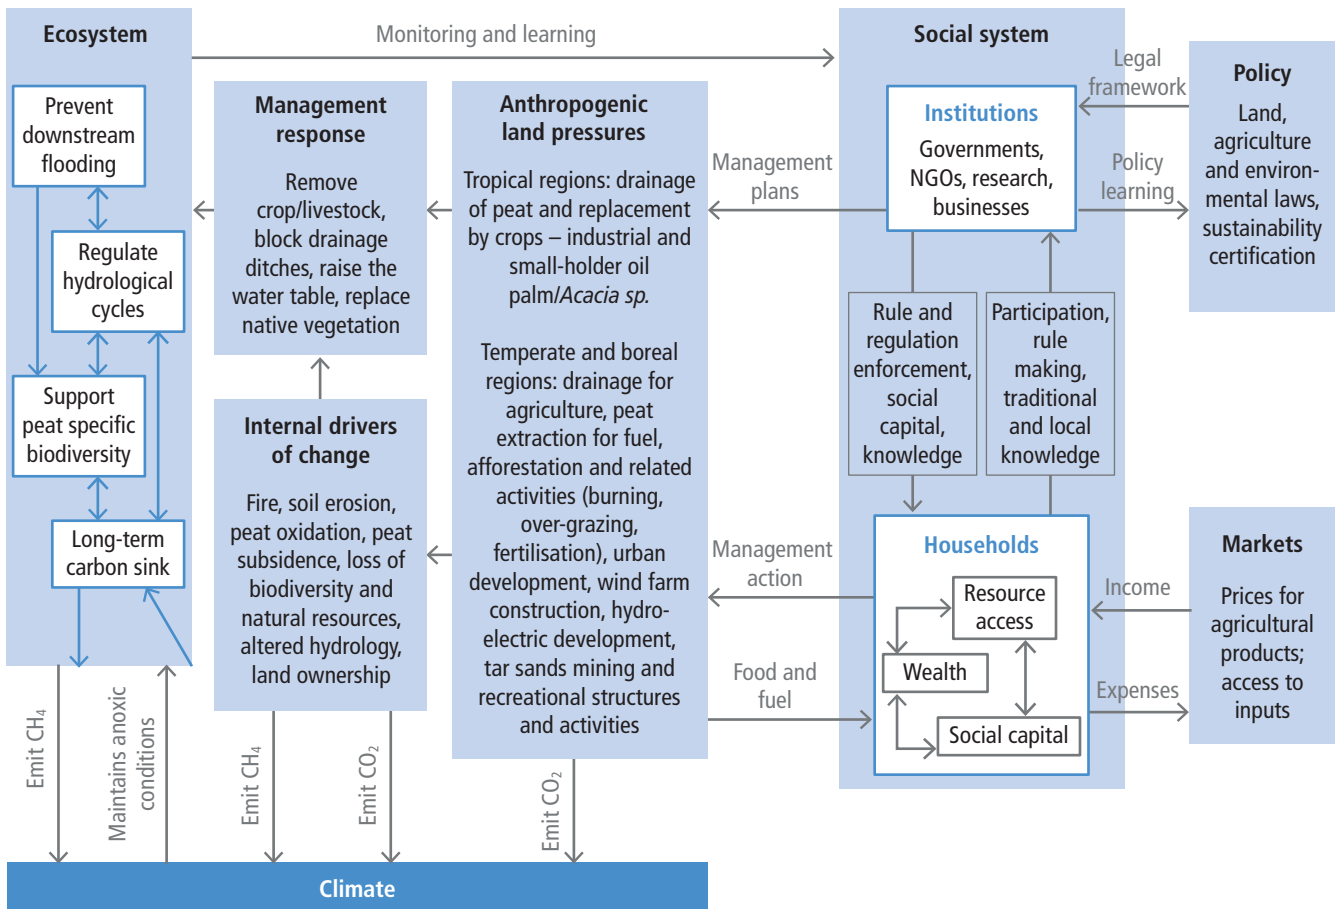 Ecosystem
Prevent
downstream
flooding
Regulate
hydrological
cycles
Support
peat specific
biodiversity
Long-term
carbon sink
Monitoring and learning
Management
response
Remove
crop/livestock,
block drainage
ditches, raise the
water table, replace
native vegetation
Internal drivers
of change
Fire, soil erosion,
peat oxidation, peat
subsidence, loss of
biodiversity and
natural resources,
altered hydrology,
land ownership
Anthropogenic
land pressures
Tropical regions: drainage
of peat and replacement
by crops – industrial and
small-holder oil
palm/Acacia sp.
Temperate and boreal
regions: drainage for
agriculture, peat
extraction for fuel,
afforestation and related
activities (burning,
over-grazing,
fertilisation), urban
development, wind farm
construction, hydro-
electric development,
tar sands mining and
recreational structures
and activities
Management
plans
Management
action
Food and
fuel
Social system
Institutions
Governments,
NGOs, research,
businesses
Rule and
regulation
enforcement,
social
capital,
knowledge
Participation,
rule
making,
traditional
and local
knowledge
Households
Resource
access
Wealth
Social capital
Legal
framework
Policy
learning
Income
Expenses
Policy
Land,
agriculture
and environ-
mental laws,
sustainability
certification
Markets
Prices for
agricultural
products;
access to
inputs
Emit CH₄
Maintains anoxic
conditions
Emit CH₄
Emit CO₂
Emit CO₂
Climate